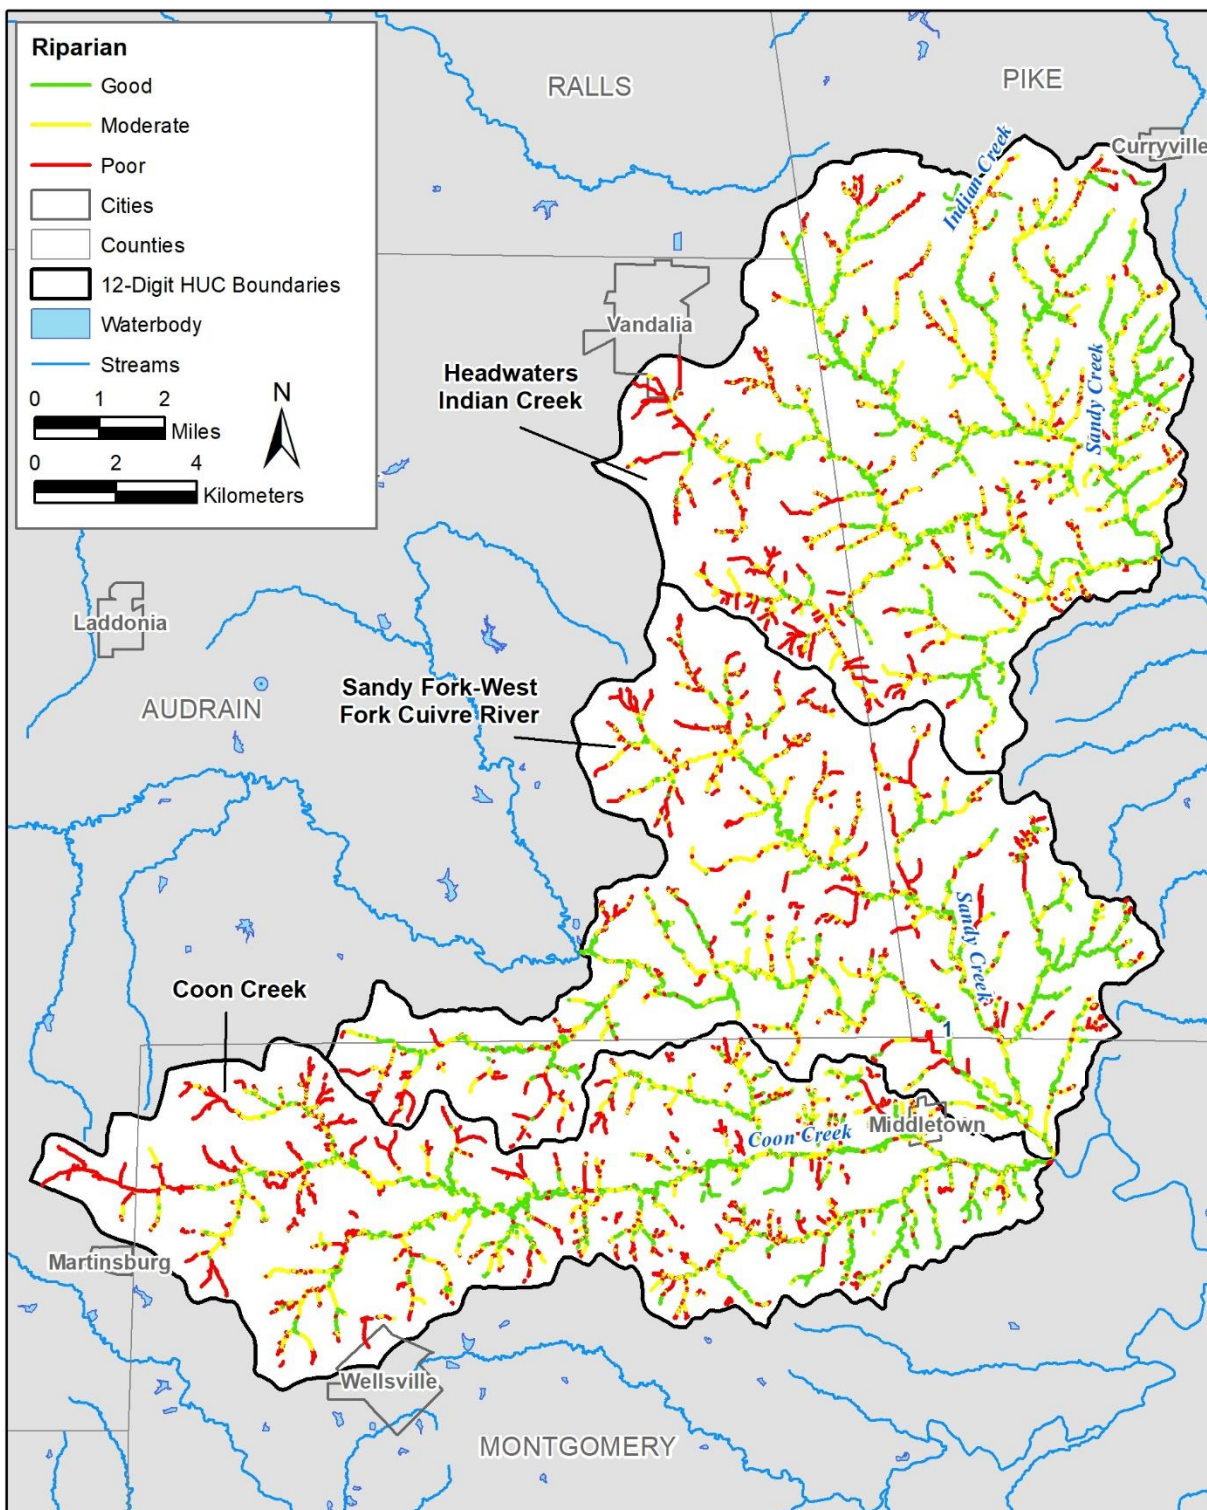 Riparian
Good
Moderate
Poor
Cities
Counties
12-Digit HUC Boundaries
Waterbody
Streams
0 1 2
Miles
0 2 4
Kilometers
N
RALLS
PIKE
Curryville
Indian Creek
Vandalia
Headwaters
Indian Creek
Sandy Creek
Laddonia
AUDRAIN
Sandy Fork-West
Fork Cuivre River
Sandy Creek
Coon Creek
1
Middletown
Coon Creek
Martinsburg
Wellsville
MONTGOMERY